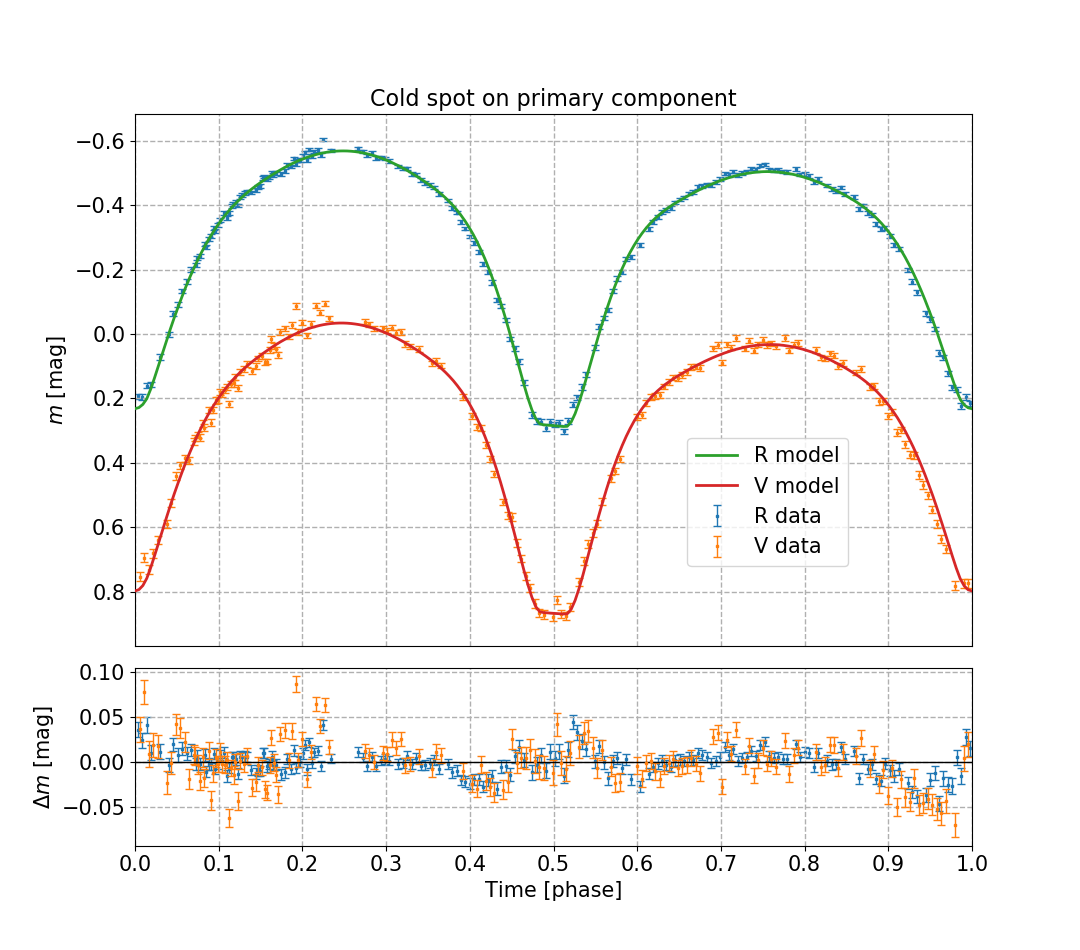 Cold spot on primary component
−0.6
−0.4
−0.2
0.0
0.2
0.4
0.6
0.8
m [mag]
R model
V model
R data
V data
0.10
0.05
0.00
−0.05
Δm [mag]
0.0 0.1 0.2 0.3 0.4 0.5 0.6 0.7 0.8 0.9 1.0
Time [phase]